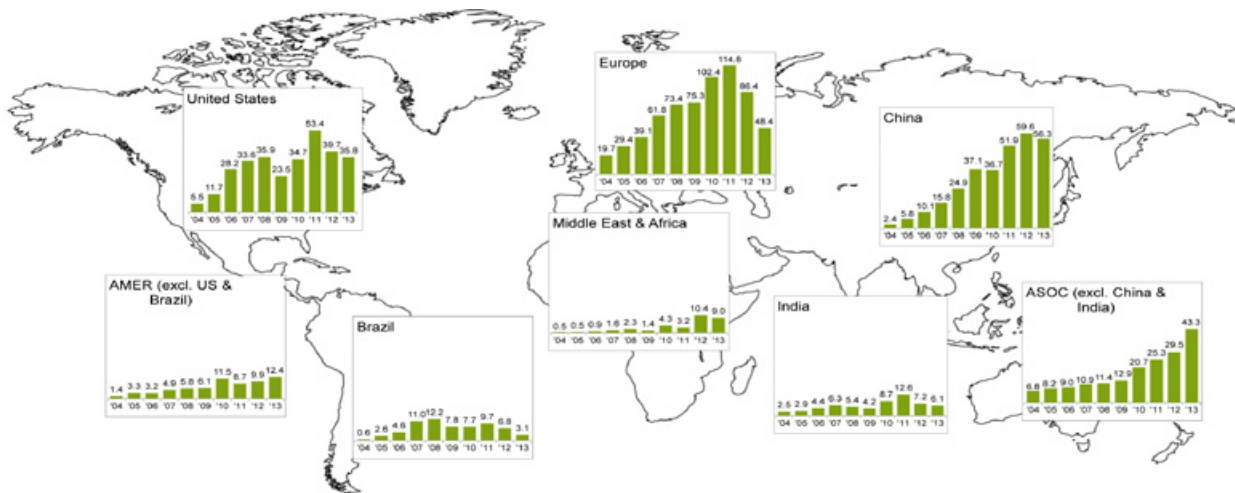 United States
5.5 11.7 28.2 33.6 35.9 23.5 34.7 53.4 39.7 35.8
'04 '05 '06 '07 '08 '09 '10 '11 '12 '13
Europe
19.7 29.4 39.1 61.8 73.4 75.3 102.4 114.8 86.4 48.4
'04 '05 '06 '07 '08 '09 '10 '11 '12 '13
China
2.4 5.8 10.1 15.8 24.9 37.1 36.7 51.9 59.6 56.3
'04 '05 '06 '07 '08 '09 '10 '11 '12 '13
Middle East & Africa
0.5 0.5 0.9 1.6 2.3 1.4 4.3 3.2 10.4 9.0
'04 '05 '06 '07 '08 '09 '10 '11 '12 '13
AMER (excl. US &
Brazil)
1.4 3.3 3.2 4.9 5.8 6.1 11.5 8.7 9.9 12.4
'04 '05 '06 '07 '08 '09 '10 '11 '12 '13
Brazil
0.6 2.6 4.6 11.0 12.2 7.8 7.7 9.7 6.8 3.1
'04 '05 '06 '07 '08 '09 '10 '11 '12 '13
India
2.5 2.9 4.4 6.3 5.4 4.2 8.7 12.6 7.2 6.1
'04 '05 '06 '07 '08 '09 '10 '11 '12 '13
ASOC (excl. China &
India)
6.8 8.2 9.0 10.9 11.4 12.9 20.7 25.3 29.5 43.3
'04 '05 '06 '07 '08 '09 '10 '11 '12 '13